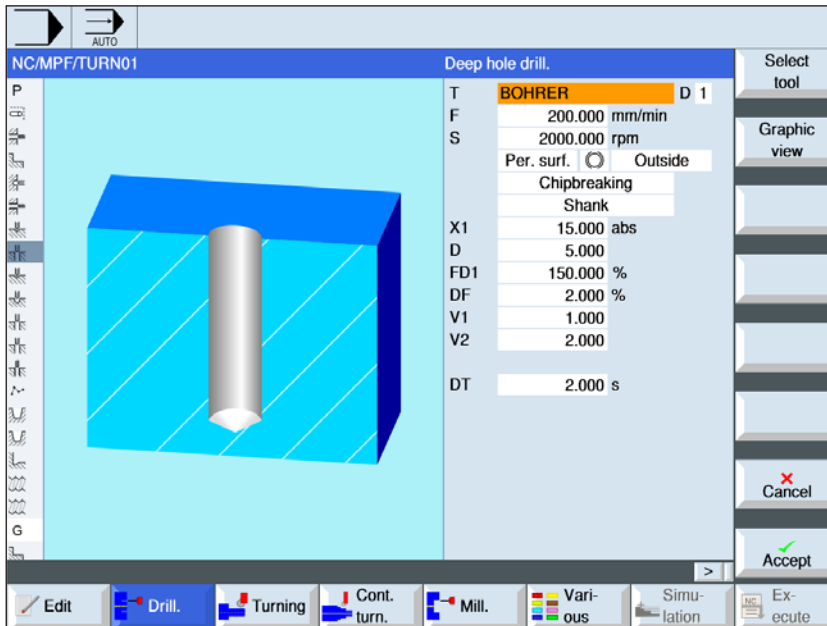 AUTO
NC/MPF/TURN01
Deep hole drill.
Select
tool
P
T BOHRER D 1
F 200.000 mm/min
S 2000.000 rpm
Graphic
view
Per. surf. Outside
Chipbreaking
Shank
X1 15.000 abs
D 5.000
FD1 150.000 %
DF 2.000 %
V1 1.000
V2 2.000
DT 2.000 s
Cancel
G
Accept
>
Edit
Drill.
Turning
Cont.
turn.
Mill.
Vari-
ous
Simu-
lation
NC
Ex-
ecute